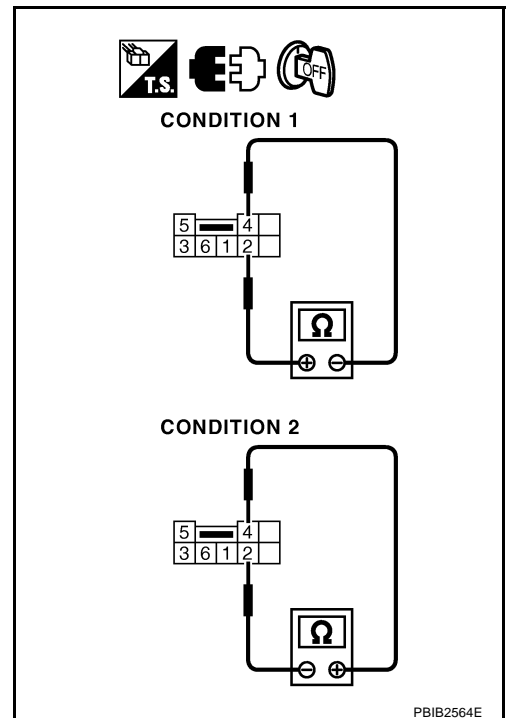 T.S. OFF
CONDITION 1
5 4
3 6 1 2
Ω
+ −
CONDITION 2
5 4
3 6 1 2
Ω
− +
PBIB2564E